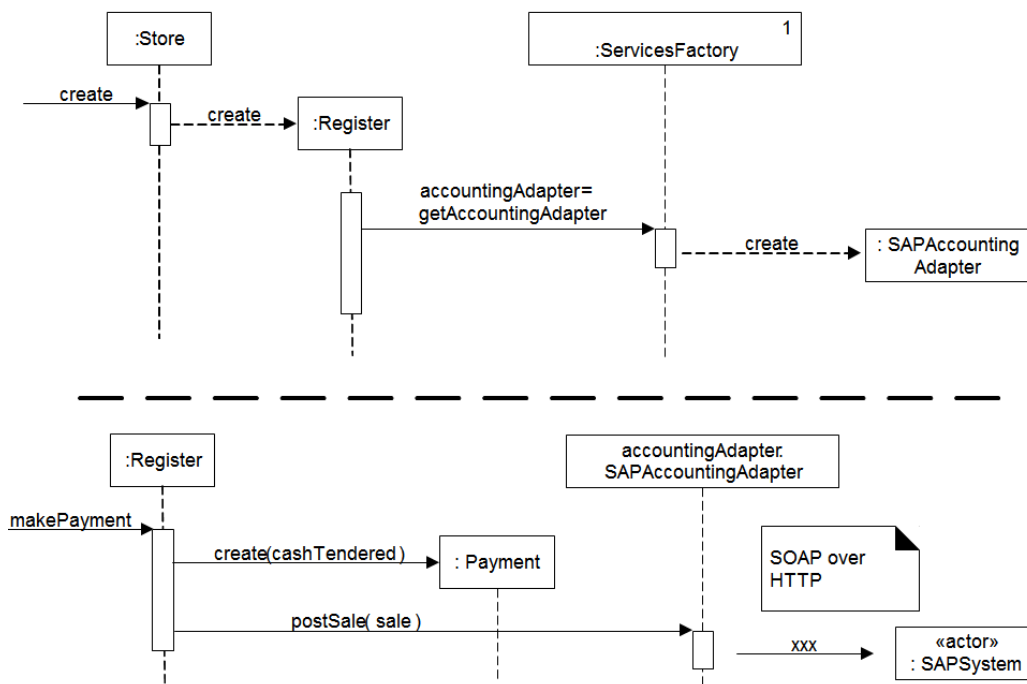 :Store
1
:ServicesFactory
create
create
:Register
accountingAdapter=
getAccountingAdapter
create
: SAPAccounting
Adapter
:Register
accountingAdapter:
SAPAccountingAdapter
makePayment
create(cashTendered)
: Payment
SOAP over
HTTP
postSale( sale )
xxx
«actor»
: SAPSystem